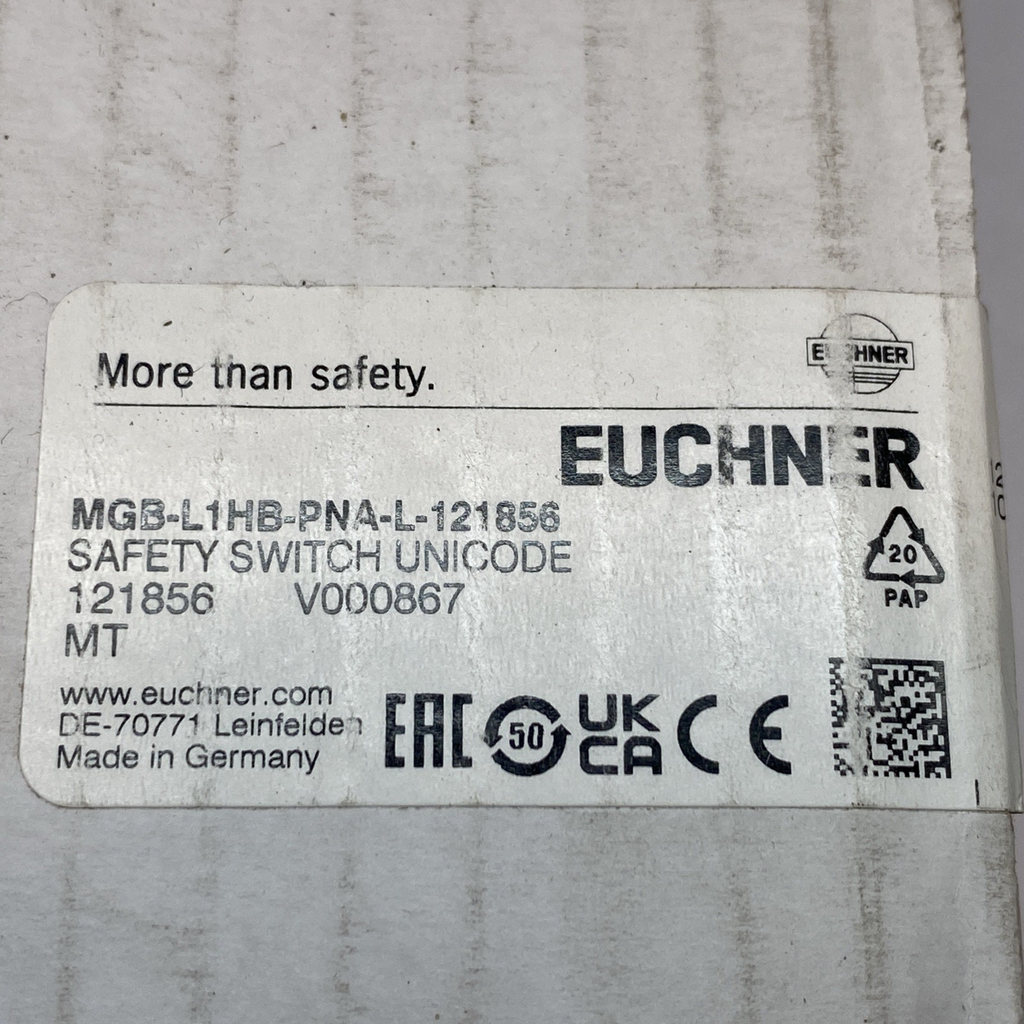 More than safety.
EUCHNER
EUCHNER
MGB-L1HB-PNA-L-121856
SAFETY SWITCH UNICODE
121856 V000867
MT
20
PAP
www.euchner.com
DE-70771 Leinfelden
Made in Germany
EAC 50 UK CA CE